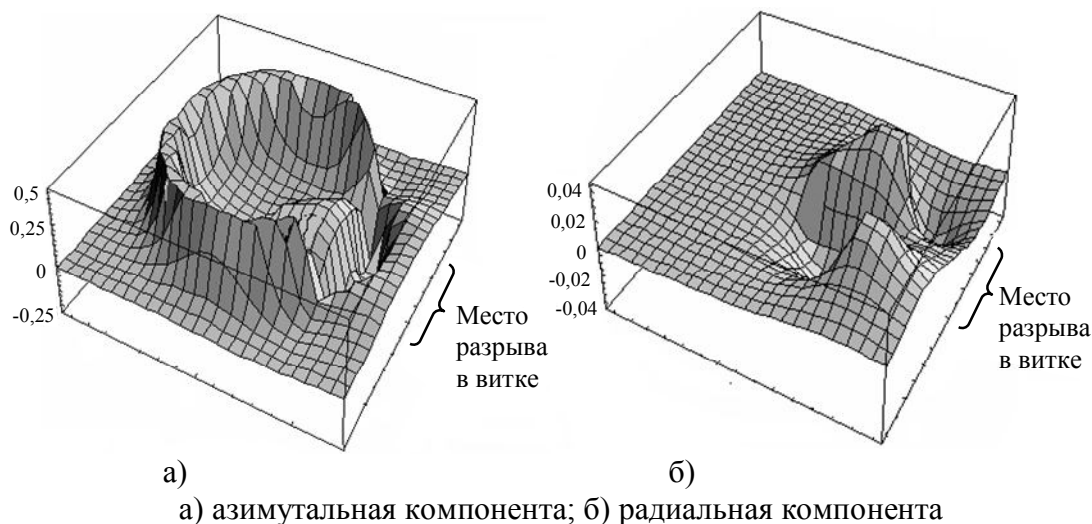 0,5
0,25
0
-0,25
Место
разрыва
в витке
а)
0,04
0,02
0
-0,02
-0,04
Место
разрыва
в витке
б)
а) азимутальная компонента; б) радиальная компонента